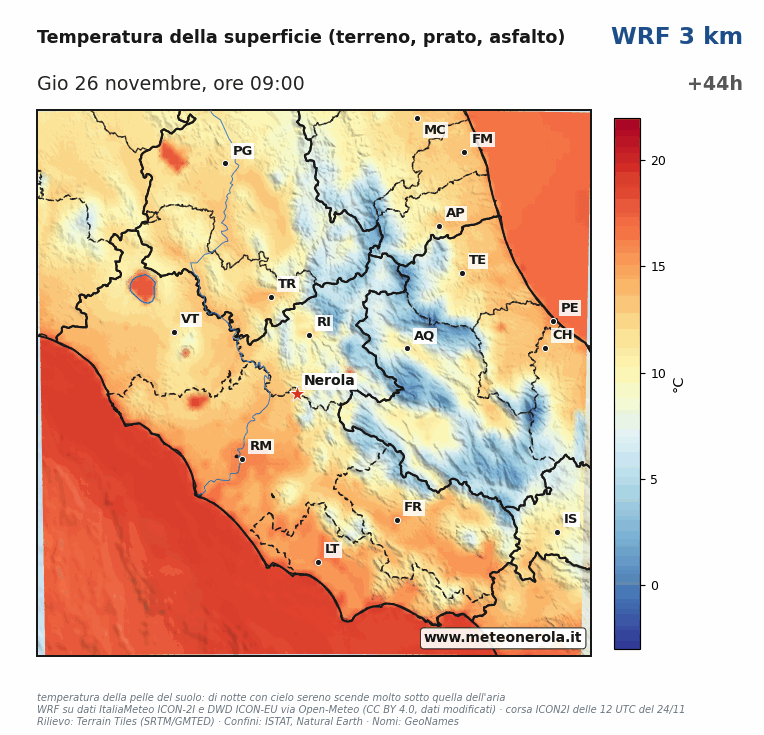 Temperatura della superficie (terreno, prato, asfalto)
WRF 3 km
Gio 26 novembre, ore 09:00
+44h
MC
FM
PG
AP
TE
TR
PE
VT
RI
CH
AQ
Nerola
RM
FR
IS
LT
www.meteonerola.it
20
15
10
5
0
°C
temperatura della pelle del suolo: di notte con cielo sereno scende molto sotto quella dell'aria
WRF su dati ItaliaMeteo ICON-2I e DWD ICON-EU via Open-Meteo (CC BY 4.0, dati modificati) · corsa ICON2I delle 12 UTC del 24/11
Rilievo: Terrain Tiles (SRTM/GMTED) · Confini: ISTAT, Natural Earth · Nomi: GeoNames